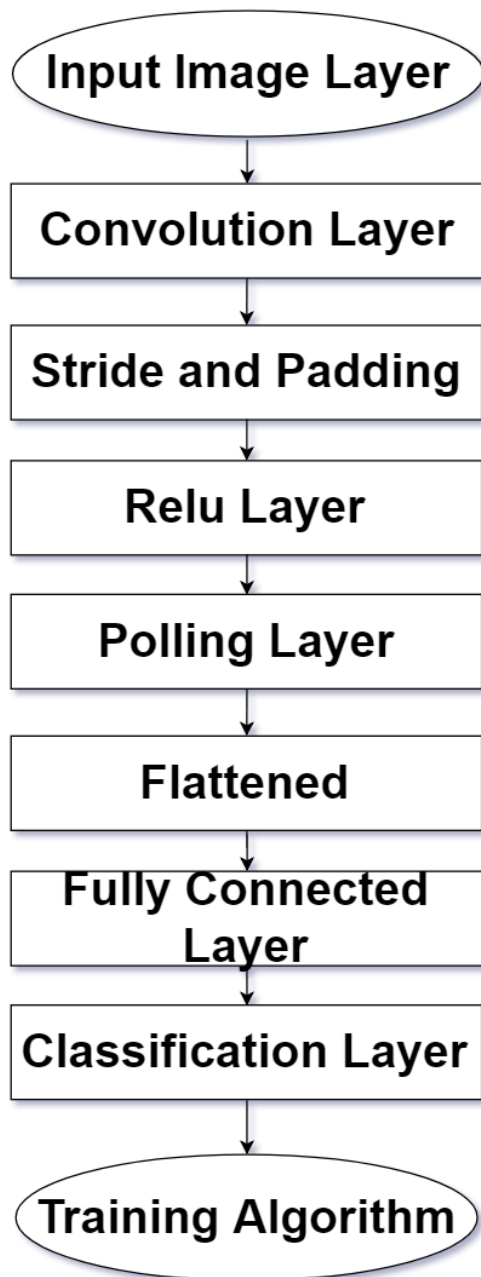 Input Image Layer
Convolution Layer
Stride and Padding
Relu Layer
Polling Layer
Flattened
Fully Connected
Layer
Classification Layer
Training Algorithm